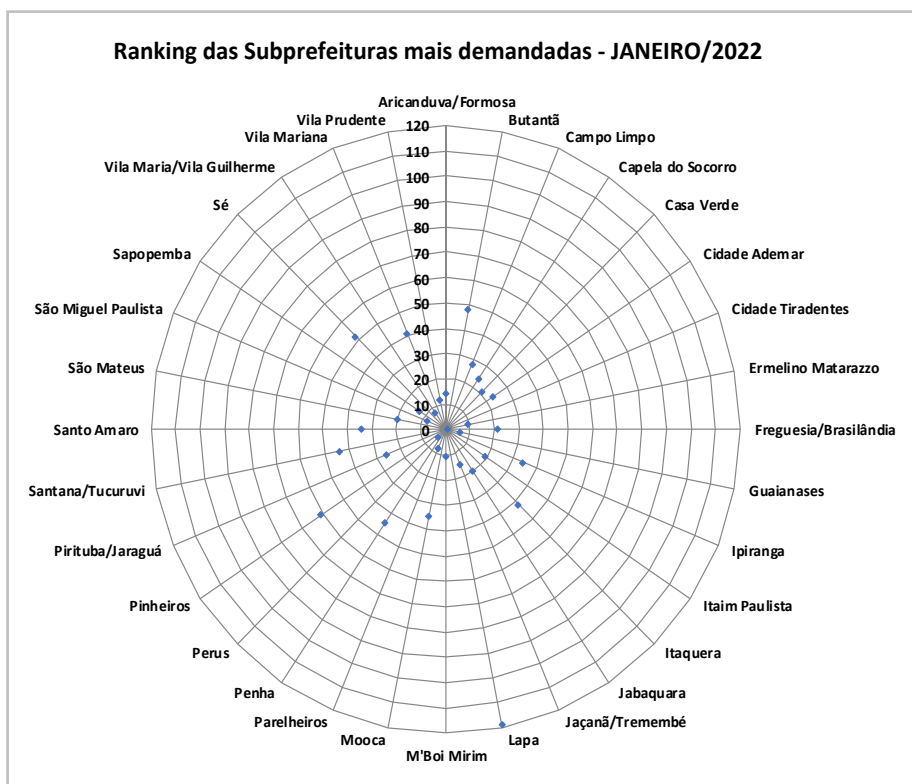 Ranking das Subprefeituras mais demandadas - JANEIRO/2022
Aricanduva/Formosa
Butantã
Campo Limpo
Capela do Socorro
Casa Verde
Cidade Ademar
Cidade Tiradentes
Ermelino Matarazzo
Freguesia/Brasilândia
Guaianases
Ipiranga
Itaim Paulista
Itaquera
Jabaquara
Jaçanã/Tremembé
Lapa
M'Boi Mirim
Mooca
Parelheiros
Penha
Perus
Pinheiros
Pirituba/Jaraguá
Santana/Tucuruvi
Santo Amaro
São Mateus
São Miguel Paulista
Sapopemba
Sé
Vila Maria/Vila Guilherme
Vila Mariana
Vila Prudente
120
110
100
90
80
70
60
50
40
30
20
10
0